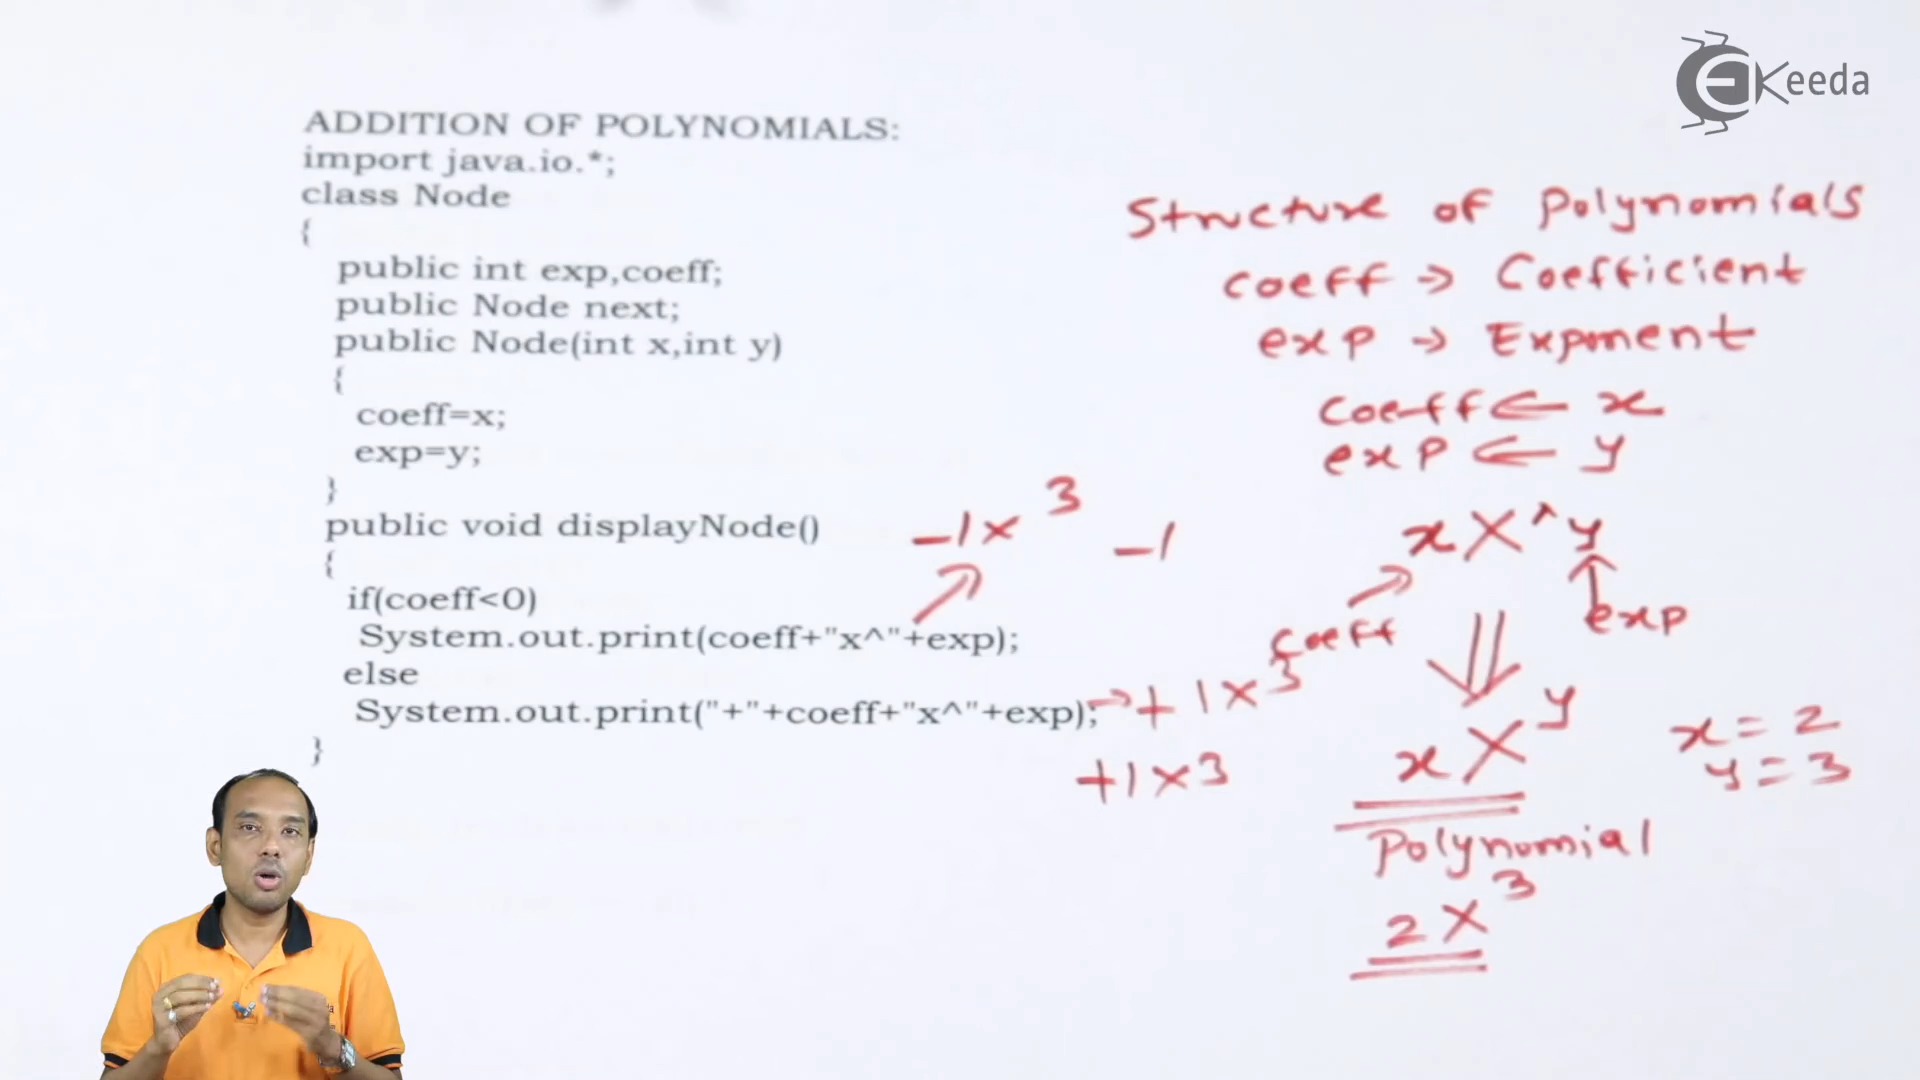 EKeeda
ADDITION OF POLYNOMIALS:
import java.io.*;
class Node
{
public int exp,coeff;
public Node next;
public Node(int x,int y)
{
coeff=x;
exp=y;
}
public void displayNode()
{
if(coeff<0)
System.out.print(coeff+"x^"+exp);
else
System.out.print("+"+coeff+"x^"+exp);
}
-1x 3
-1
→ +1x3
+1x3
Structure of Polynomials
coeff → Coefficient
exp → Exponent
coeff ← x
exp ← y
xX^y
coeff
exp
xX y
x=2
y=3
Polynomial
2X 3